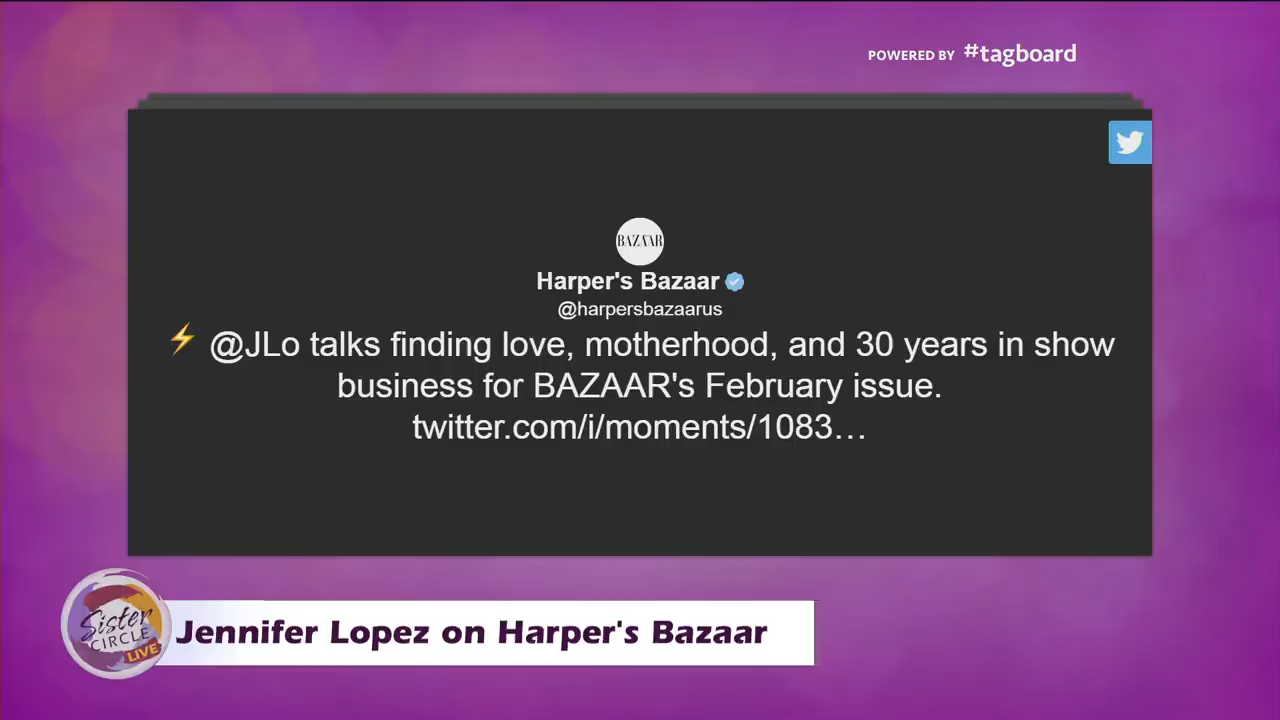 POWERED BY #tagboard
BAZAAR
Harper's Bazaar
@harpersbazaarus
⚡ @JLo talks finding love, motherhood, and 30 years in show
business for BAZAAR's February issue.
twitter.com/i/moments/1083…
Sister
CIRCLE
LIVE
Jennifer Lopez on Harper's Bazaar